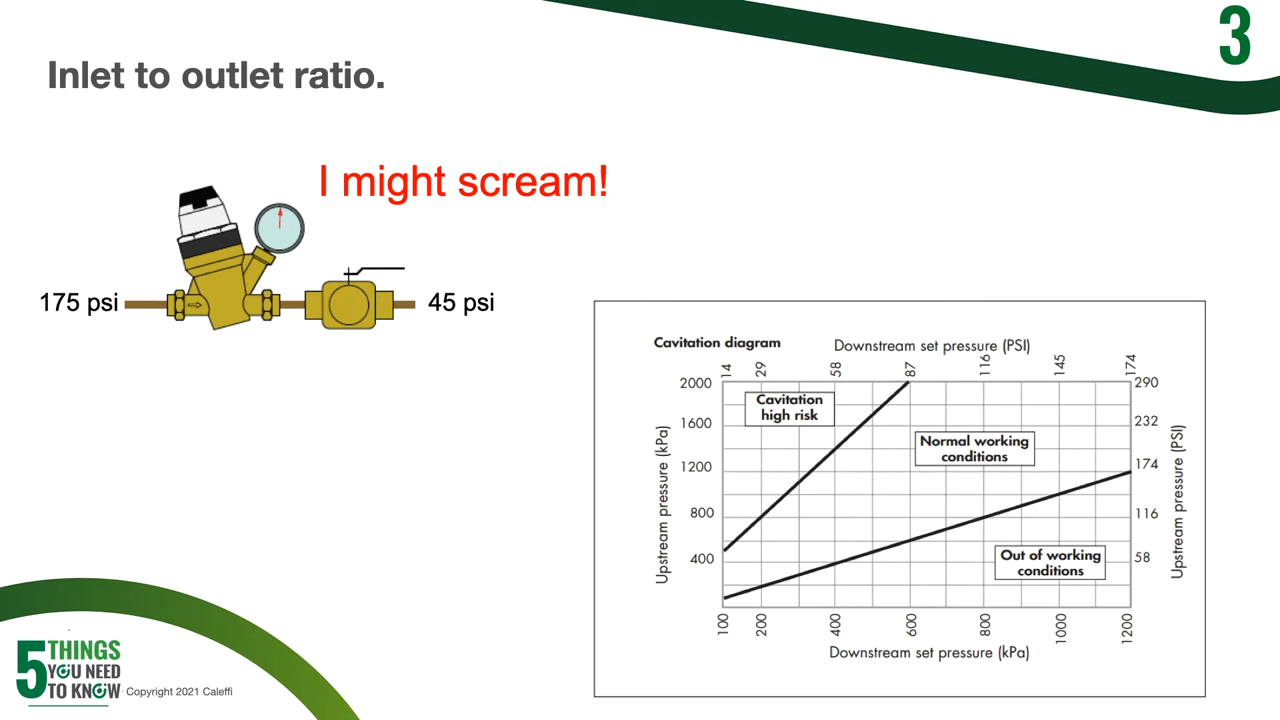 3
Inlet to outlet ratio.
I might scream!
175 psi
45 psi
Cavitation diagram
Downstream set pressure (PSI)
14 29 58 87 116 145 174
2000
1600
1200
800
400
Upstream pressure (kPa)
Cavitation
high risk
Normal working
conditions
Out of working
conditions
290
232
174
116
58
Upstream pressure (PSI)
100 200 400 600 800 1000 1200
Downstream set pressure (kPa)
5 THINGS
YOU NEED
TO KNOW
Copyright 2021 Caleffi